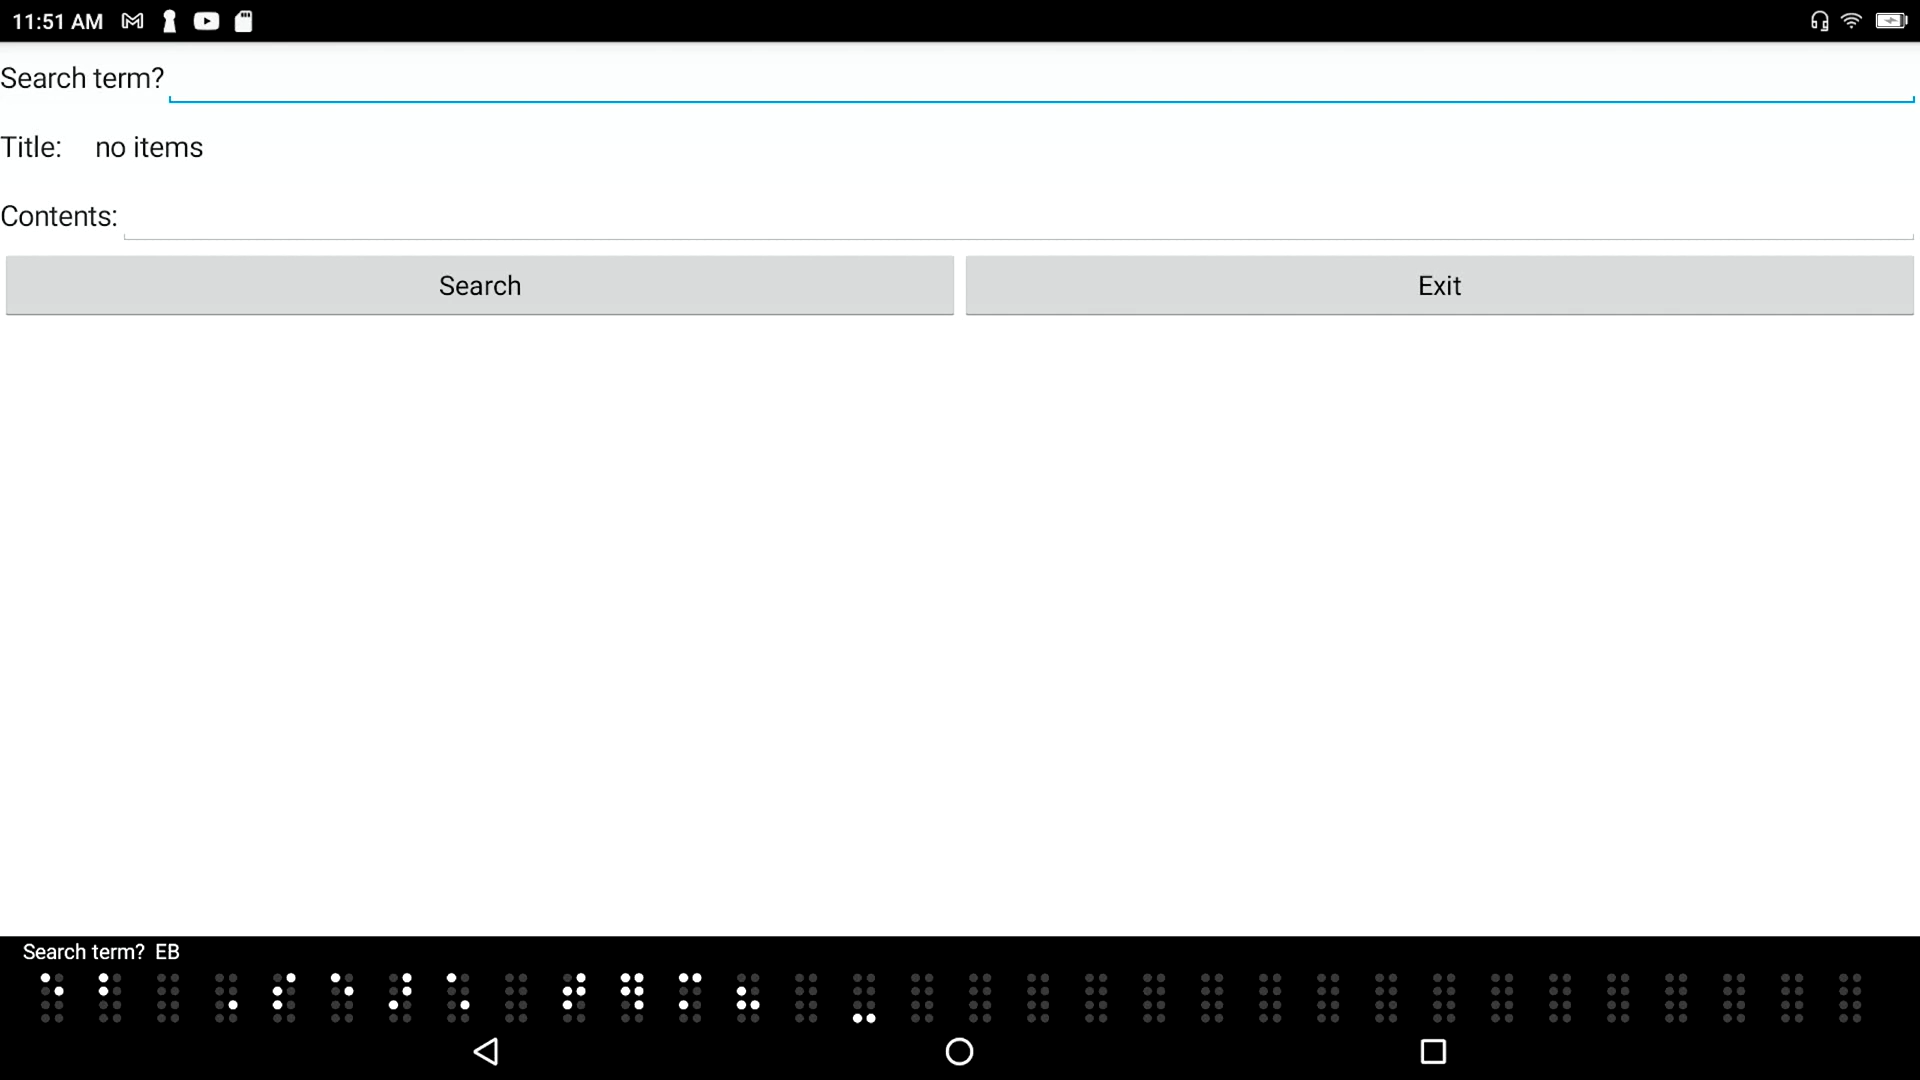 11:51 AM
Search term?
Title: no items
Contents:
Search Exit
Search term? EB